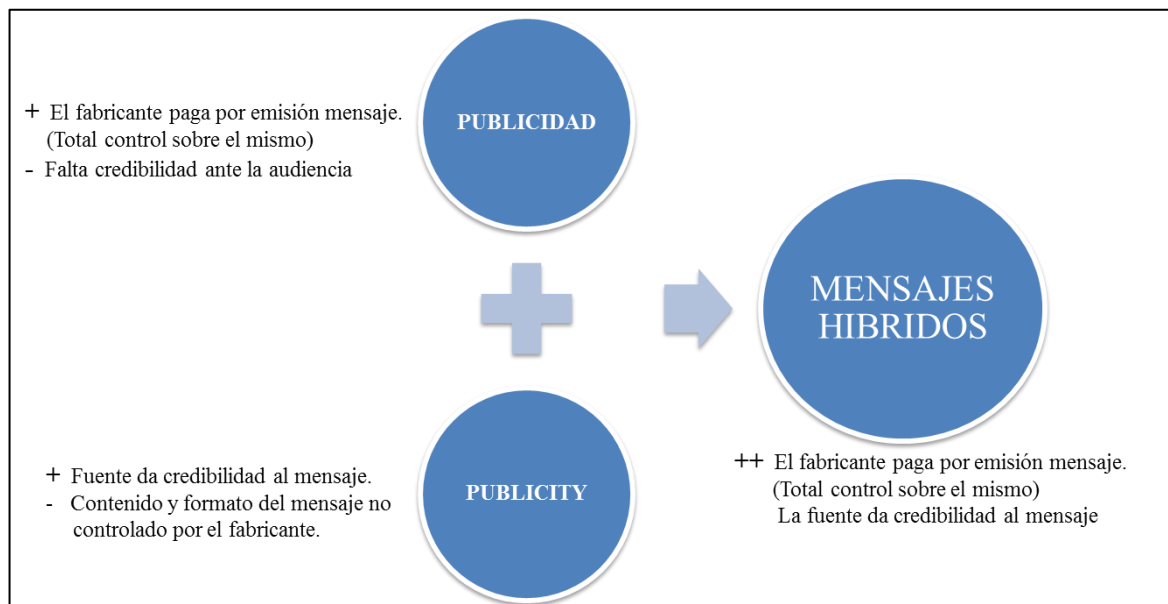 + El fabricante paga por emisión mensaje.
(Total control sobre el mismo)
- Falta credibilidad ante la audiencia
PUBLICIDAD
MENSAJES
HIBRIDOS
+ Fuente da credibilidad al mensaje.
- Contenido y formato del mensaje no
controlado por el fabricante.
PUBLICITY
++ El fabricante paga por emisión mensaje.
(Total control sobre el mismo)
La fuente da credibilidad al mensaje